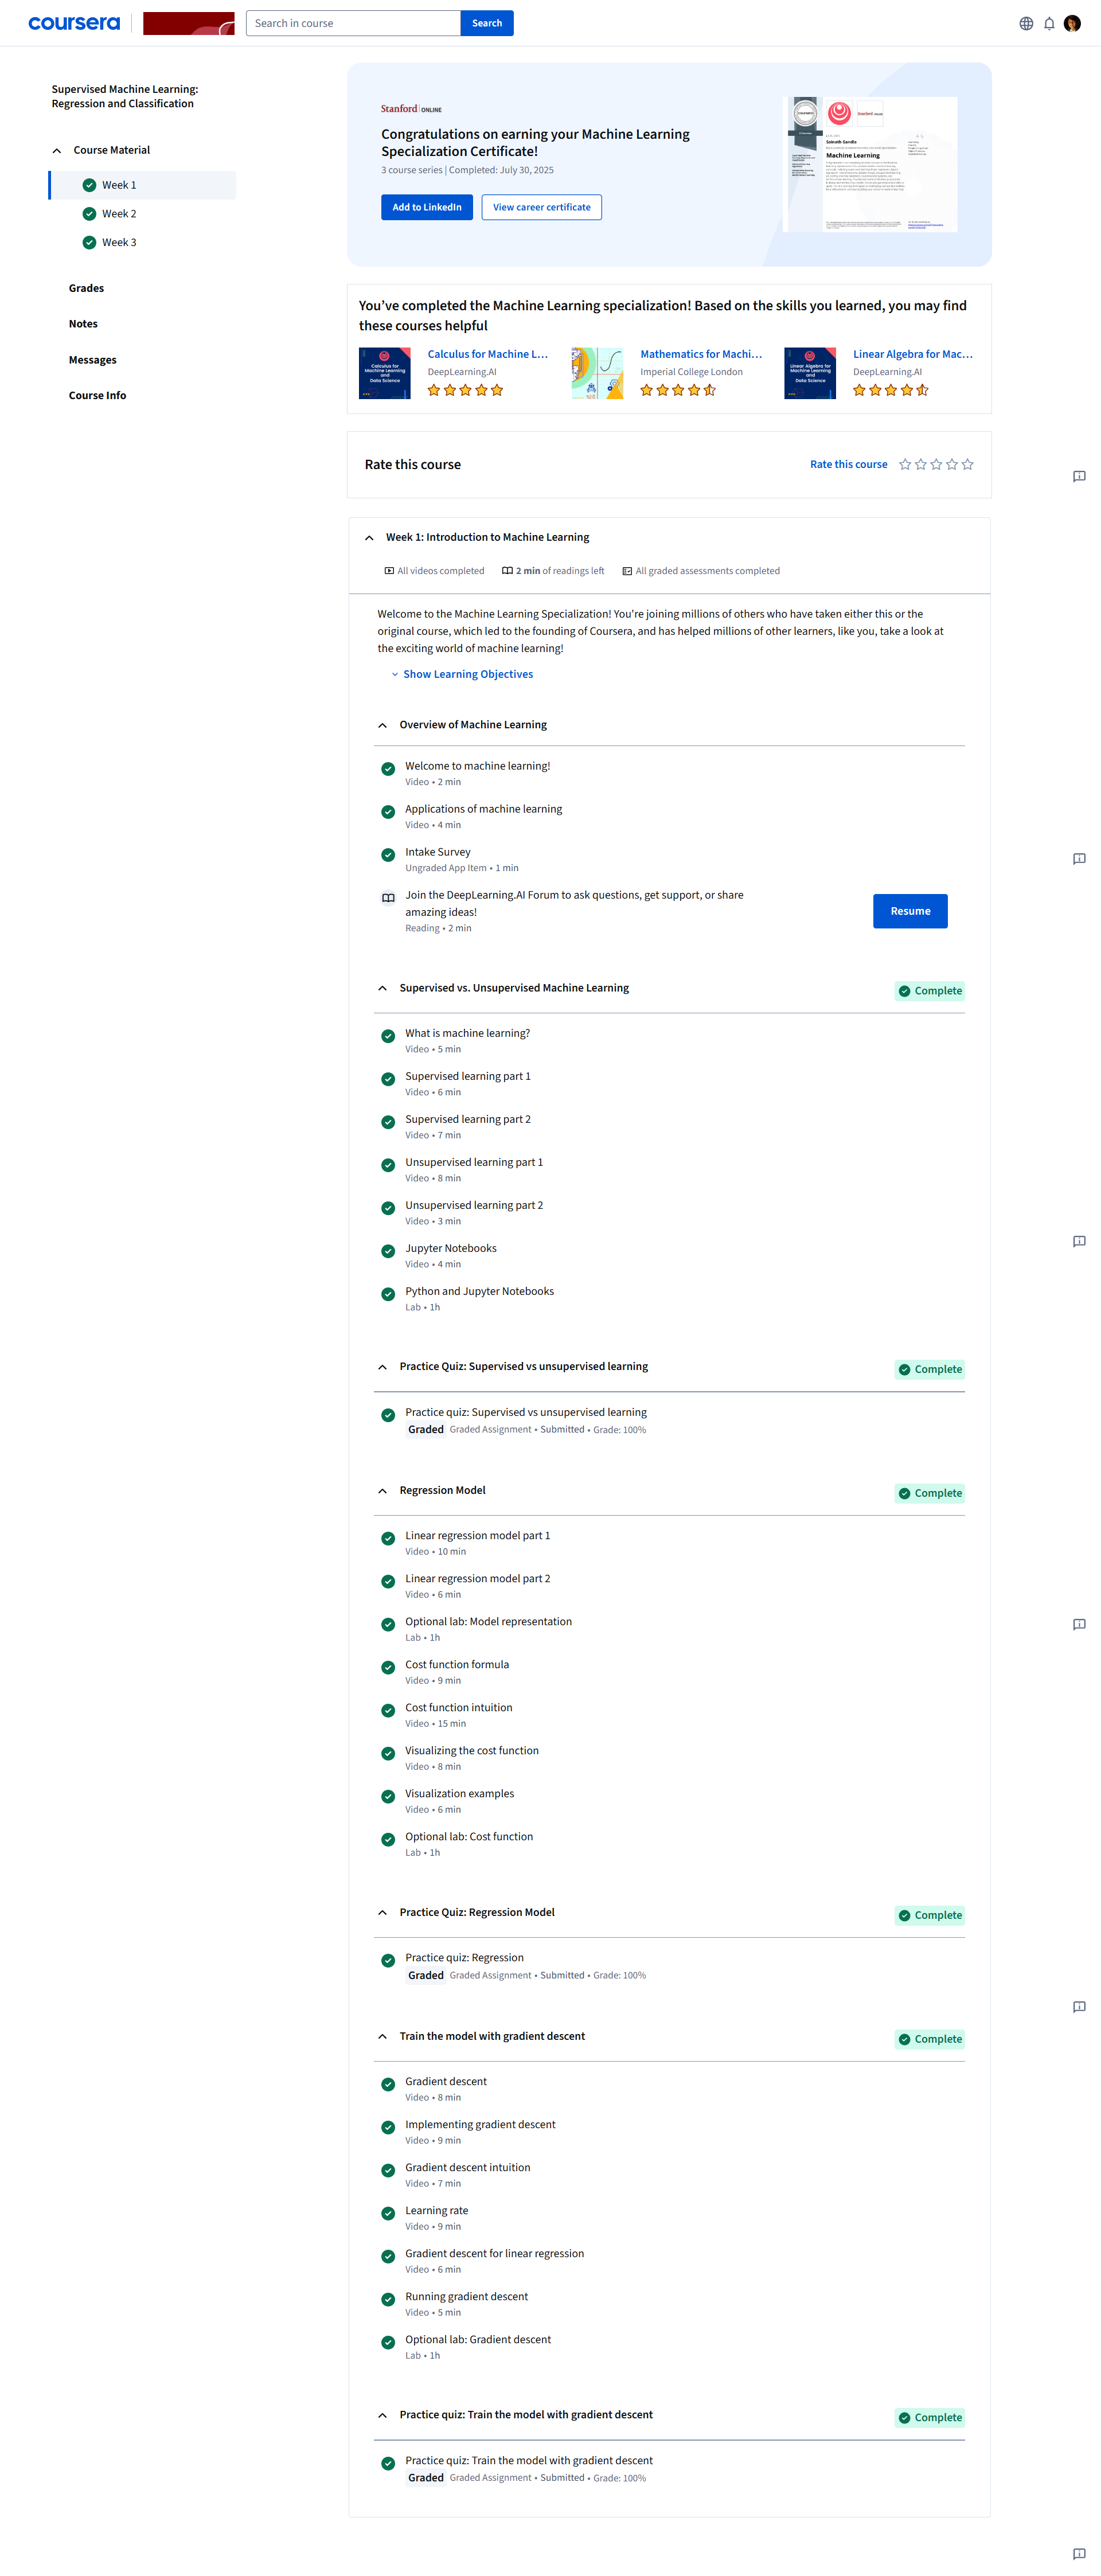 coursera
Search in course
Search
Supervised Machine Learning:
Regression and Classification
Course Material
Week 1
Week 2
Week 3
Grades
Notes
Messages
Course Info
Stanford | ONLINE
Congratulations on earning your Machine Learning
Specialization Certificate!
3 course series | Completed: July 30, 2025
Add to LinkedIn
View career certificate
Machine Learning
You’ve completed the Machine Learning specialization! Based on the skills you learned, you may find
these courses helpful
Calculus for
Machine Learning
and
Data Science
Calculus for Machine L...
DeepLearning.AI
Mathematics for Machi...
Imperial College London
Linear Algebra for
Machine Learning
and
Data Science
Linear Algebra for Mac...
DeepLearning.AI
Rate this course
Rate this course
Week 1: Introduction to Machine Learning
All videos completed
2 min of readings left
All graded assessments completed
Welcome to the Machine Learning Specialization! You're joining millions of others who have taken either this or the
original course, which led to the founding of Coursera, and has helped millions of other learners, like you, take a look at
the exciting world of machine learning!
Show Learning Objectives
Overview of Machine Learning
Welcome to machine learning!
Video • 2 min
Applications of machine learning
Video • 4 min
Intake Survey
Ungraded App Item • 1 min
Join the DeepLearning.AI Forum to ask questions, get support, or share
amazing ideas!
Reading • 2 min
Resume
Supervised vs. Unsupervised Machine Learning
Complete
What is machine learning?
Video • 5 min
Supervised learning part 1
Video • 6 min
Supervised learning part 2
Video • 7 min
Unsupervised learning part 1
Video • 8 min
Unsupervised learning part 2
Video • 3 min
Jupyter Notebooks
Video • 4 min
Python and Jupyter Notebooks
Lab • 1h
Practice Quiz: Supervised vs unsupervised learning
Complete
Practice quiz: Supervised vs unsupervised learning
Graded Graded Assignment • Submitted • Grade: 100%
Regression Model
Complete
Linear regression model part 1
Video • 10 min
Linear regression model part 2
Video • 6 min
Optional lab: Model representation
Lab • 1h
Cost function formula
Video • 9 min
Cost function intuition
Video • 15 min
Visualizing the cost function
Video • 8 min
Visualization examples
Video • 6 min
Optional lab: Cost function
Lab • 1h
Practice Quiz: Regression Model
Complete
Practice quiz: Regression
Graded Graded Assignment • Submitted • Grade: 100%
Train the model with gradient descent
Complete
Gradient descent
Video • 8 min
Implementing gradient descent
Video • 9 min
Gradient descent intuition
Video • 7 min
Learning rate
Video • 9 min
Gradient descent for linear regression
Video • 6 min
Running gradient descent
Video • 5 min
Optional lab: Gradient descent
Lab • 1h
Practice quiz: Train the model with gradient descent
Complete
Practice quiz: Train the model with gradient descent
Graded Graded Assignment • Submitted • Grade: 100%